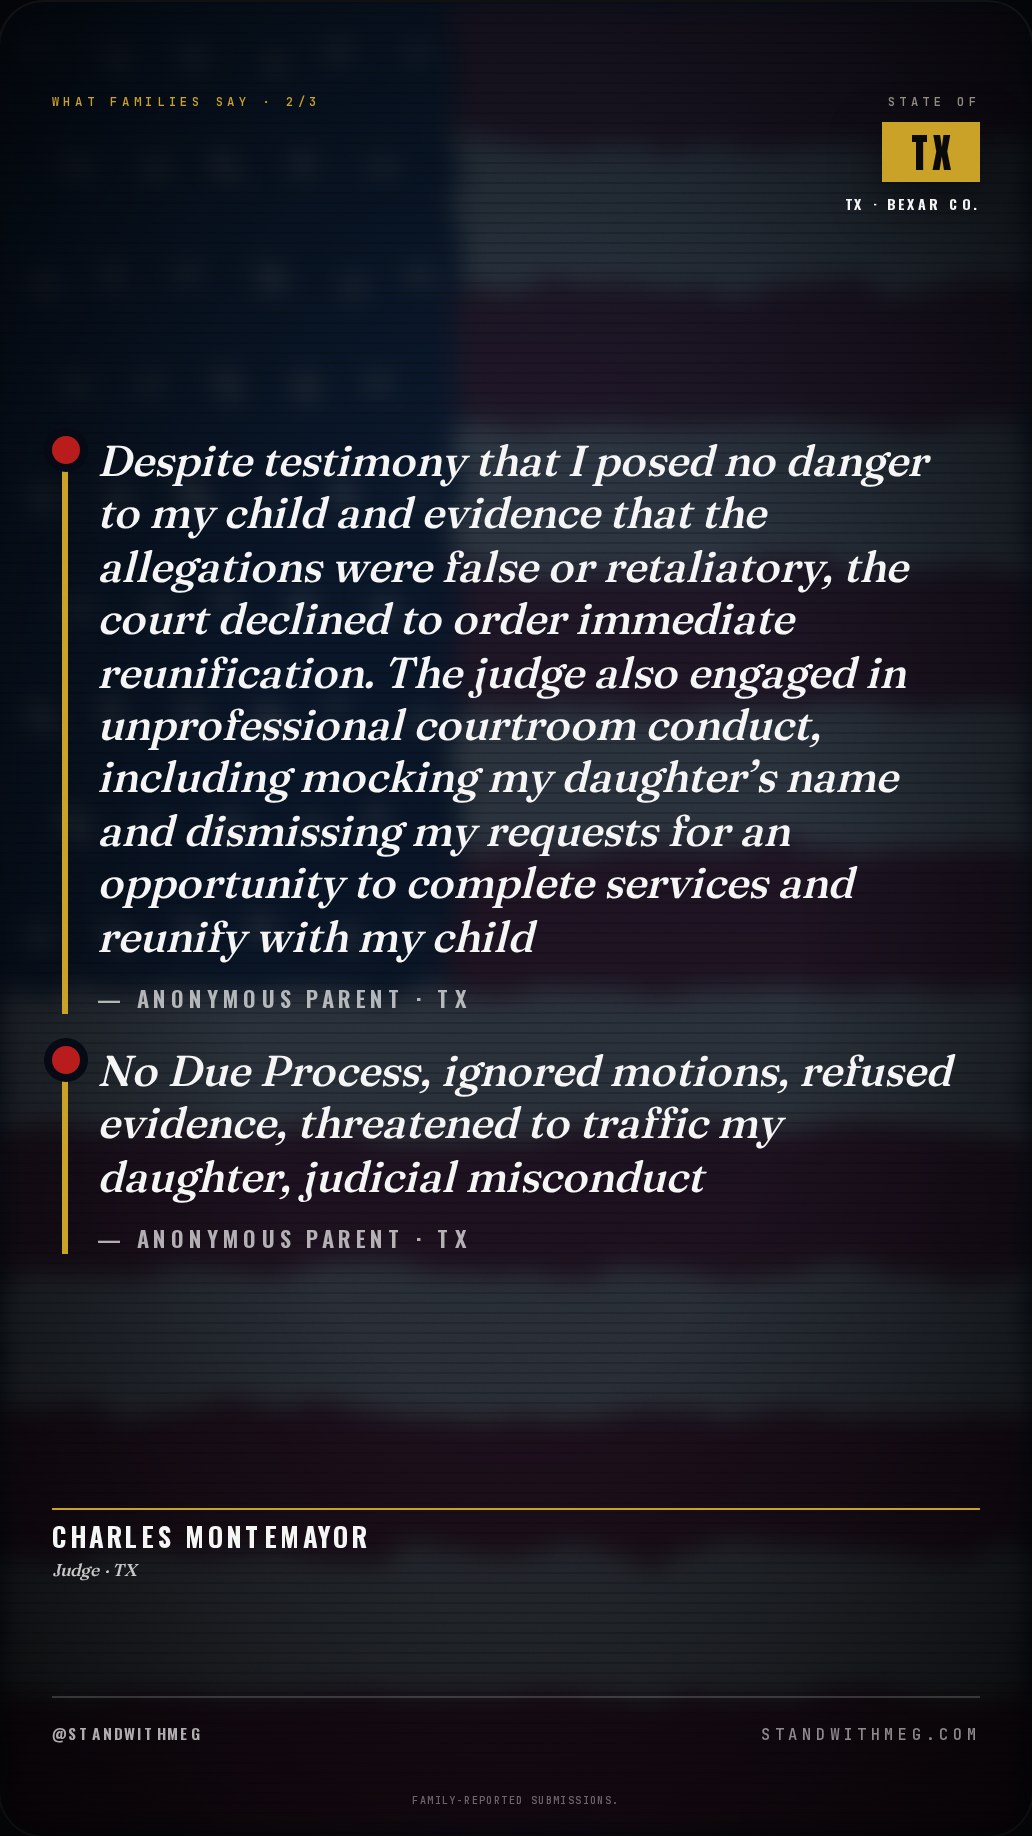 WHAT FAMILIES SAY · 2/3
STATE OF
TX
TX · BEXAR CO.
Despite testimony that I posed no danger
to my child and evidence that the
allegations were false or retaliatory, the
court declined to order immediate
reunification. The judge also engaged in
unprofessional courtroom conduct,
including mocking my daughter’s name
and dismissing my requests for an
opportunity to complete services and
reunify with my child
— ANONYMOUS PARENT · TX
No Due Process, ignored motions, refused
evidence, threatened to traffic my
daughter, judicial misconduct
— ANONYMOUS PARENT · TX
CHARLES MONTEMAYOR
Judge · TX
@STANDWITHMEG
STANDWITHMEG.COM
FAMILY-REPORTED SUBMISSIONS.